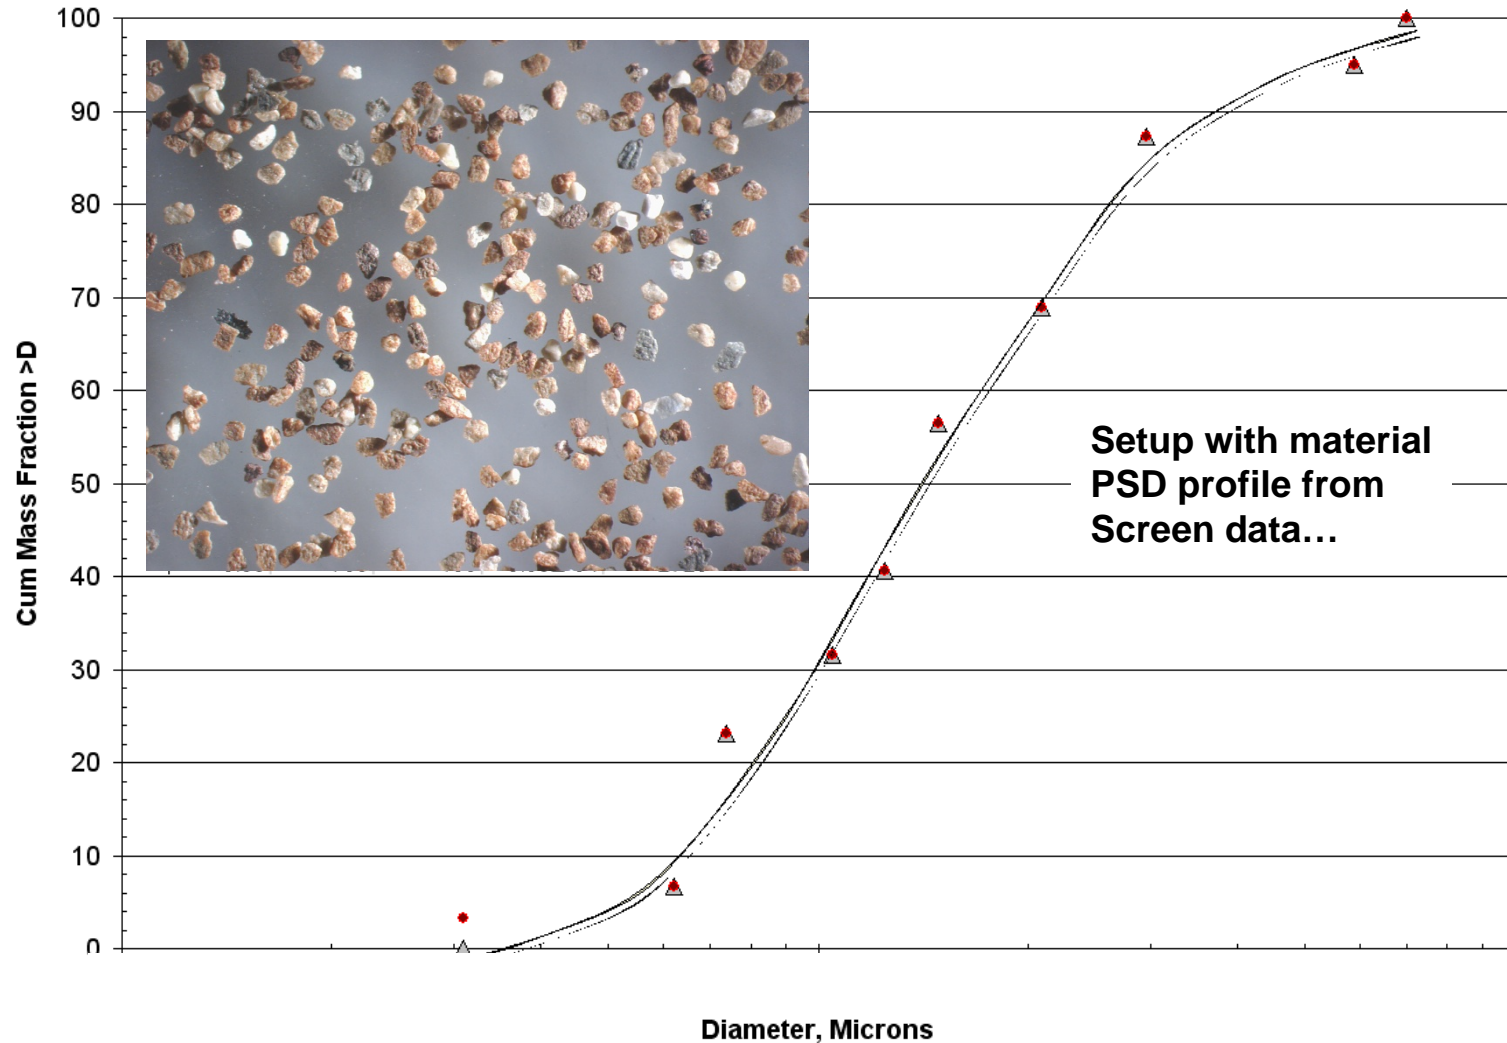 100
90
80
70
60
50
40
30
20
10
0
Cum Mass Fraction >D
Setup with material
PSD profile from
Screen data…
Diameter, Microns